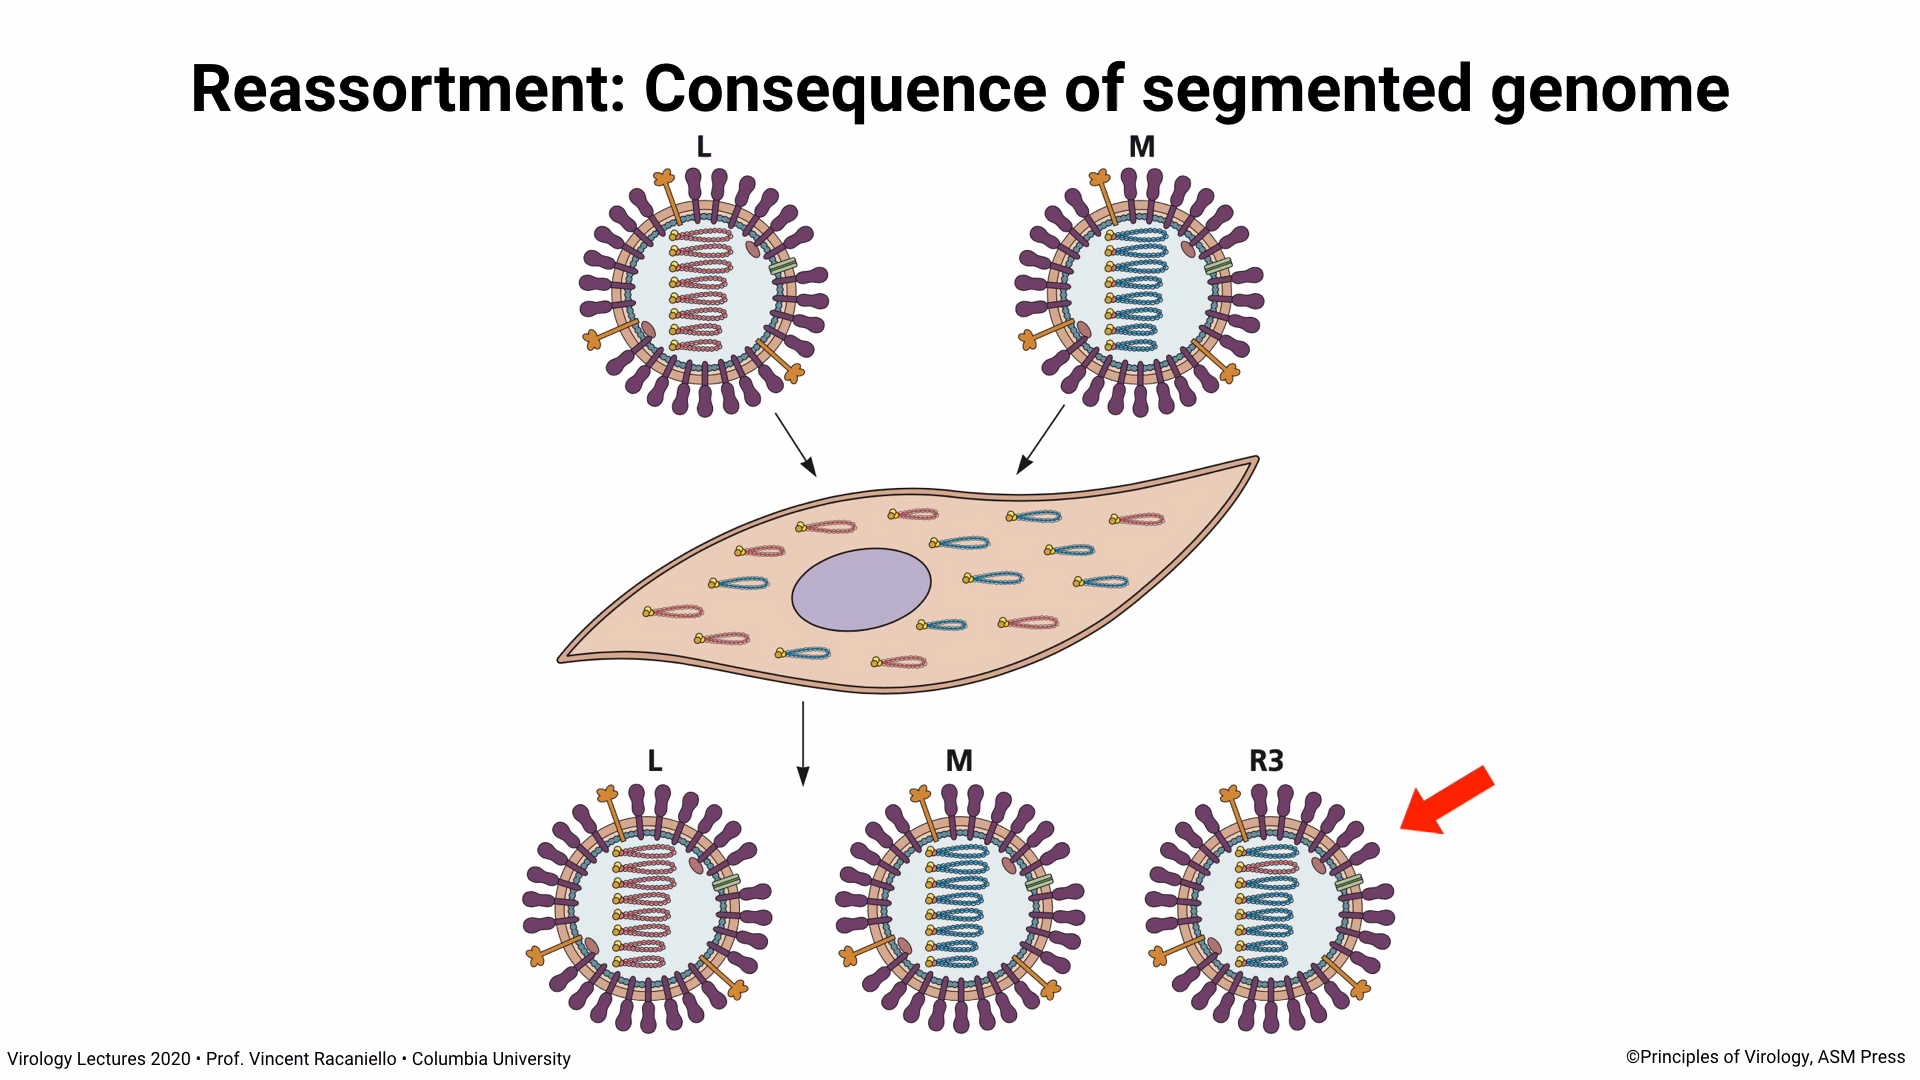 Reassortment: Consequence of segmented genome
L
M
L
M
R3
Virology Lectures 2020 • Prof. Vincent Racaniello • Columbia University
©Principles of Virology, ASM Press